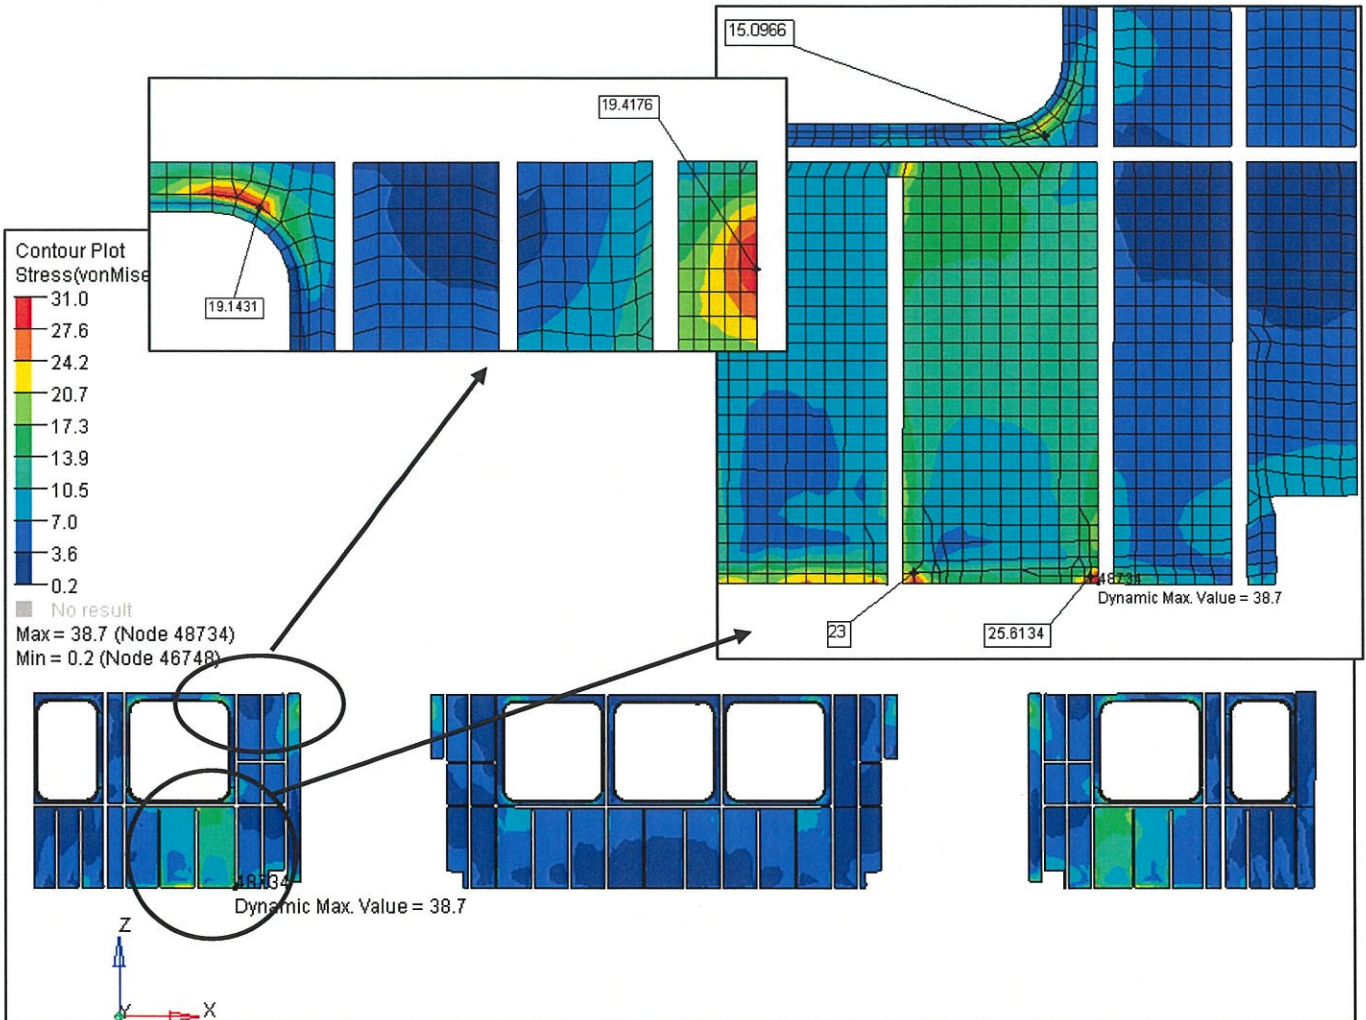 15.0966
19.4176
19.1431
Contour Plot
Stress(vonMise
31.0
27.6
24.2
20.7
17.3
13.9
10.5
7.0
3.6
0.2
No result
Max = 38.7 (Node 48734)
Min = 0.2 (Node 46748)
48734
Dynamic Max. Value = 38.7
23
25.6134
48734
Dynamic Max. Value = 38.7
Z
Y
X